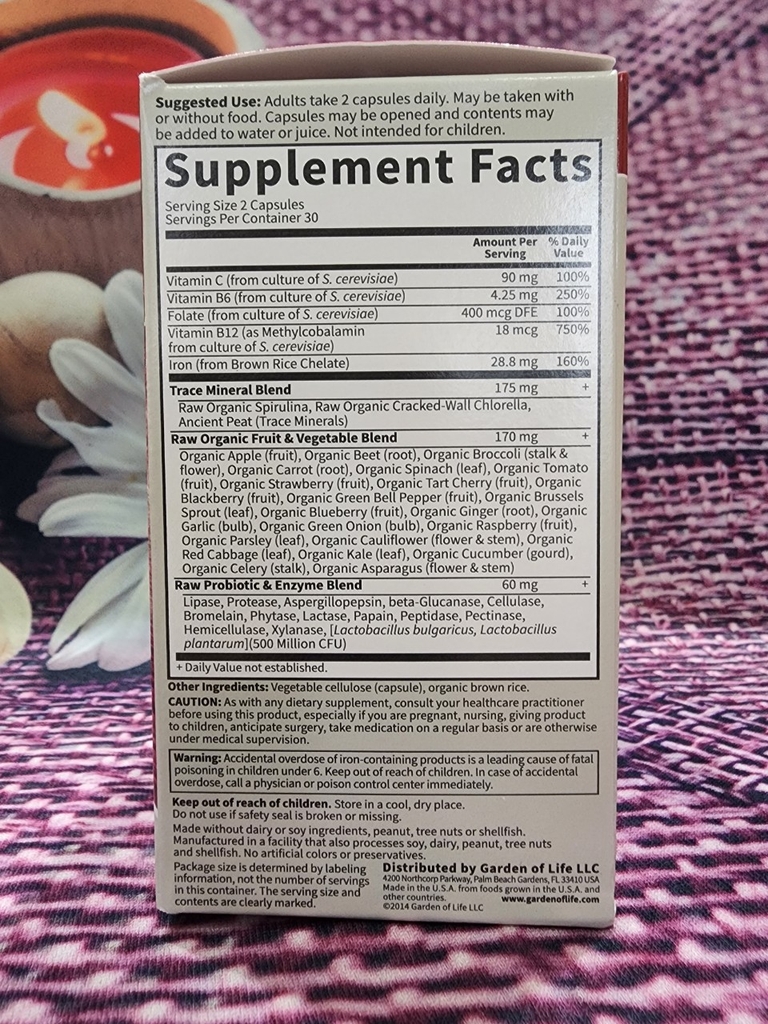 Suggested Use: Adults take 2 capsules daily. May be taken with
or without food. Capsules may be opened and contents may
be added to water or juice. Not intended for children.
Supplement Facts
Serving Size 2 Capsules
Servings Per Container 30
Amount Per Serving % Daily Value
Vitamin C (from culture of S. cerevisiae) 90 mg 100%
Vitamin B6 (from culture of S. cerevisiae) 4.25 mg 250%
Folate (from culture of S. cerevisiae) 400 mcg DFE 100%
Vitamin B12 (as Methylcobalamin 18 mcg 750%
from culture of S. cerevisiae)
Iron (from Brown Rice Chelate) 28.8 mg 160%
Trace Mineral Blend 175 mg +
Raw Organic Spirulina, Raw Organic Cracked-Wall Chlorella,
Ancient Peat (Trace Minerals)
Raw Organic Fruit & Vegetable Blend 170 mg +
Organic Apple (fruit), Organic Beet (root), Organic Broccoli (stalk &
flower), Organic Carrot (root), Organic Spinach (leaf), Organic Tomato
(fruit), Organic Strawberry (fruit), Organic Tart Cherry (fruit), Organic
Blackberry (fruit), Organic Green Bell Pepper (fruit), Organic Brussels
Sprout (leaf), Organic Blueberry (fruit), Organic Ginger (root), Organic
Garlic (bulb), Organic Green Onion (bulb), Organic Raspberry (fruit),
Organic Parsley (leaf), Organic Cauliflower (flower & stem), Organic
Red Cabbage (leaf), Organic Kale (leaf), Organic Cucumber (gourd),
Organic Celery (stalk), Organic Asparagus (flower & stem)
Raw Probiotic & Enzyme Blend 60 mg +
Lipase, Protease, Aspergillopepsin, beta-Glucanase, Cellulase,
Bromelain, Phytase, Lactase, Papain, Peptidase, Pectinase,
Hemicellulase, Xylanase, [Lactobacillus bulgaricus, Lactobacillus
plantarum](500 Million CFU)
+ Daily Value not established.
Other Ingredients: Vegetable cellulose (capsule), organic brown rice.
CAUTION: As with any dietary supplement, consult your healthcare practitioner
before using this product, especially if you are pregnant, nursing, giving product
to children, anticipate surgery, take medication on a regular basis or are otherwise
under medical supervision.
Warning: Accidental overdose of iron-containing products is a leading cause of fatal
poisoning in children under 6. Keep out of reach of children. In case of accidental
overdose, call a physician or poison control center immediately.
Keep out of reach of children. Store in a cool, dry place.
Do not use if safety seal is broken or missing.
Made without dairy or soy ingredients, peanut, tree nuts or shellfish.
Manufactured in a facility that also processes soy, dairy, peanut, tree nuts
and shellfish. No artificial colors or preservatives.
Package size is determined by labeling
information, not the number of servings
in this container. The serving size and
contents are clearly marked.
Distributed by Garden of Life LLC
4200 Northcorp Parkway, Palm Beach Gardens, FL 33410 USA
Made in the U.S.A. from foods grown in the U.S.A. and
other countries. www.gardenoflife.com
©2014 Garden of Life LLC